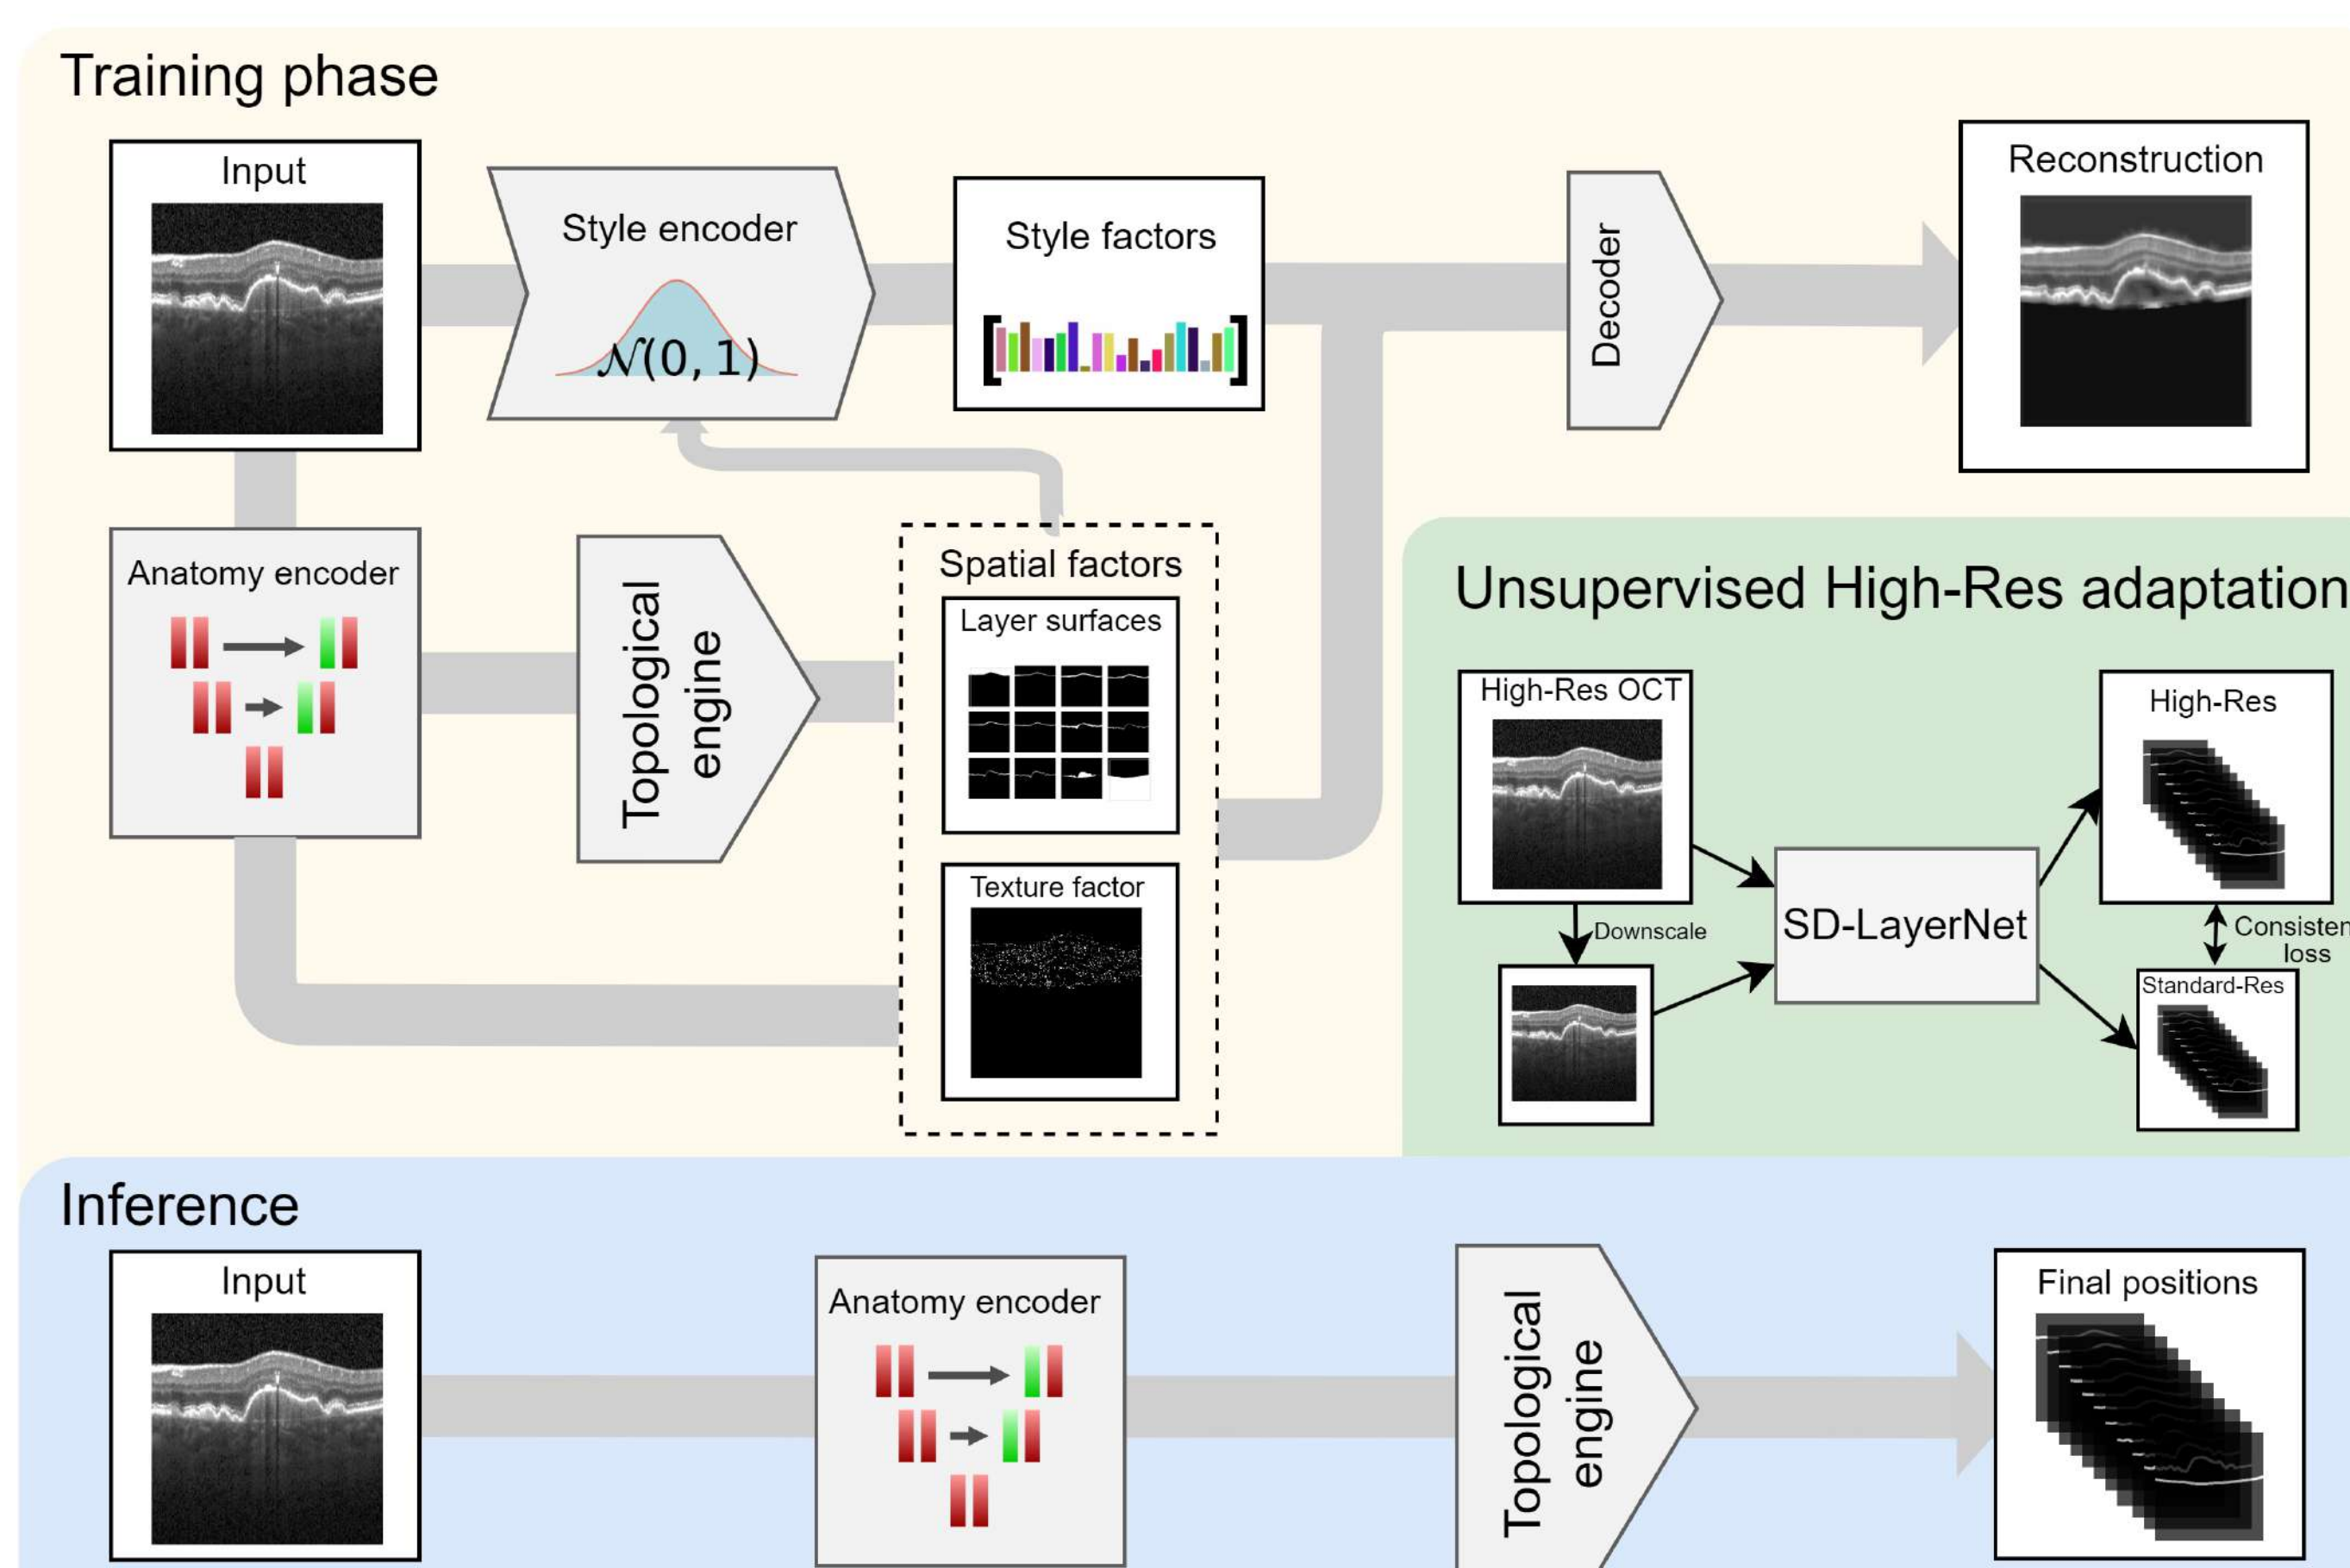 Training phase
Input
Style encoder
𝒩(0, 1)
Style factors
Decoder
Reconstruction
Anatomy encoder
Topological
engine
Spatial factors
Layer surfaces
Texture factor
Unsupervised High-Res adaptation
High-Res OCT
Downscale
SD-LayerNet
High-Res
Consisten
loss
Standard-Res
Inference
Input
Anatomy encoder
Topological
engine
Final positions